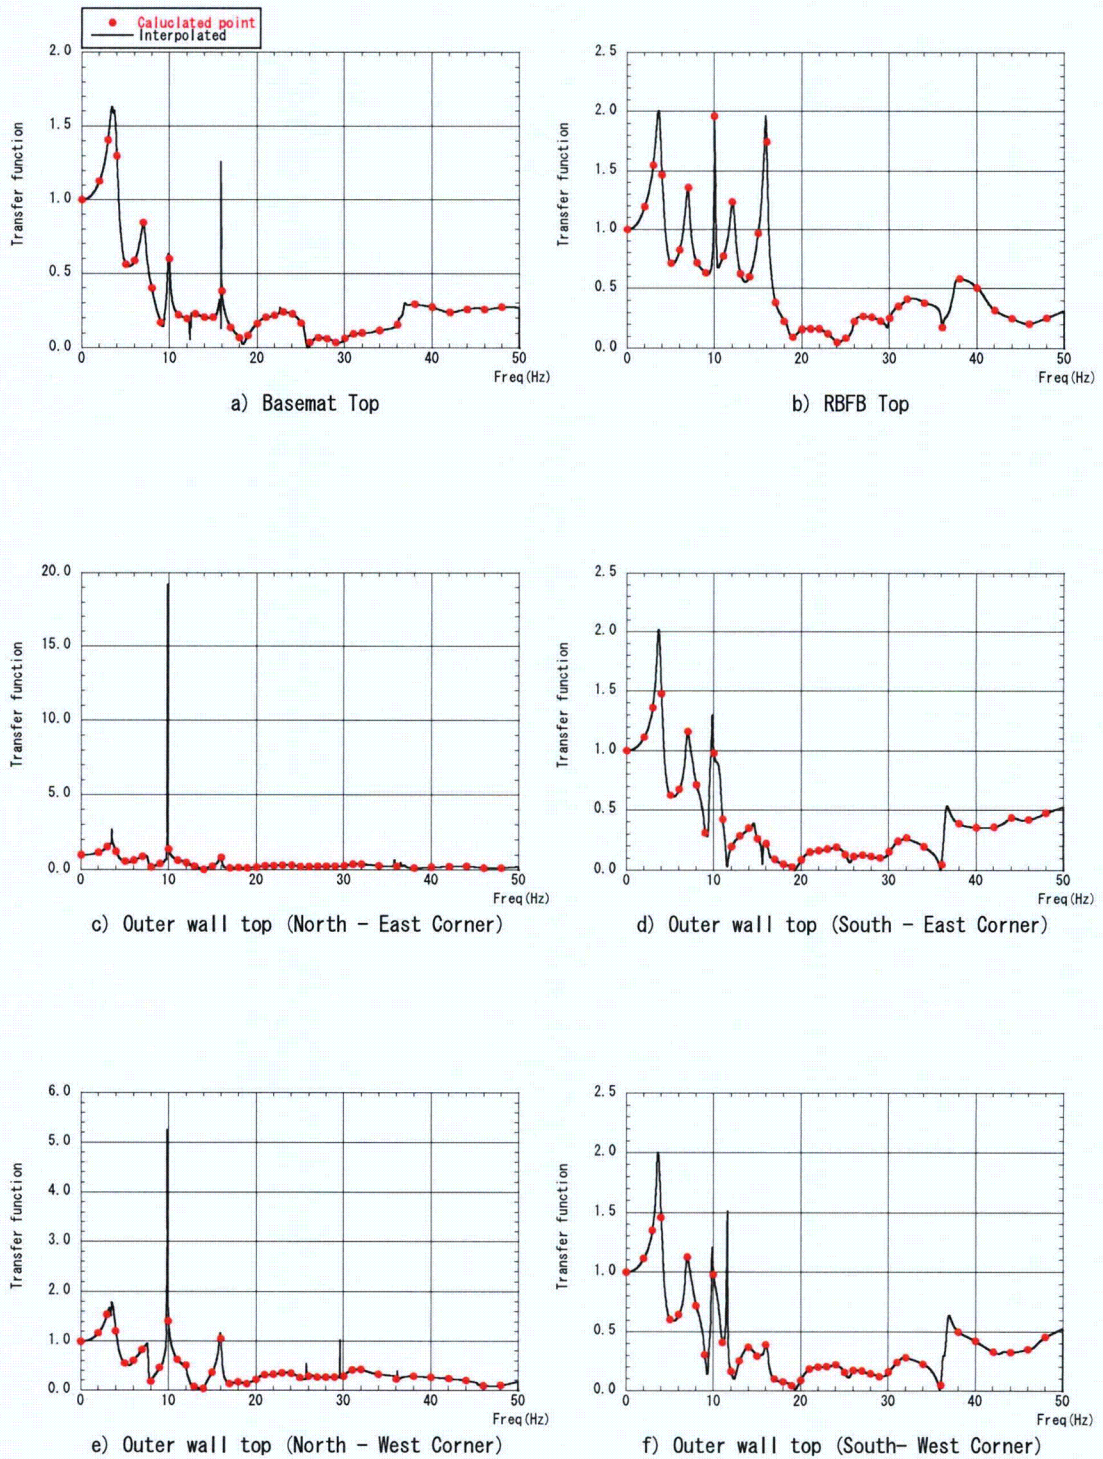 Caluclated point
Interpolated
2.0
1.5
1.0
0.5
0.0
Transfer function
0 10 20 30 40 50
Freq(Hz)
a) Basemat Top
2.5
2.0
1.5
1.0
0.5
0.0
Transfer function
0 10 20 30 40 50
Freq(Hz)
b) RBFB Top
20.0
15.0
10.0
5.0
0.0
Transfer function
0 10 20 30 40 50
Freq(Hz)
c) Outer wall top (North - East Corner)
2.5
2.0
1.5
1.0
0.5
0.0
Transfer function
0 10 20 30 40 50
Freq(Hz)
d) Outer wall top (South - East Corner)
6.0
5.0
4.0
3.0
2.0
1.0
0.0
Transfer function
0 10 20 30 40 50
Freq(Hz)
e) Outer wall top (North - West Corner)
2.5
2.0
1.5
1.0
0.5
0.0
Transfer function
0 10 20 30 40 50
Freq(Hz)
f) Outer wall top (South- West Corner)